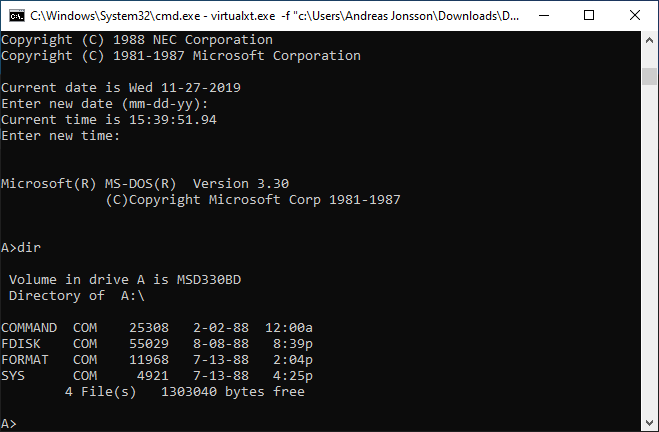 C:\Windows\System32\cmd.exe - virtualxt.exe -f "c:\Users\Andreas Jonsson\Downloads\D...
Copyright (C) 1988 NEC Corporation
Copyright (C) 1981-1987 Microsoft Corporation
Current date is Wed 11-27-2019
Enter new date (mm-dd-yy):
Current time is 15:39:51.94
Enter new time:
Microsoft(R) MS-DOS(R)  Version 3.30
             (C)Copyright Microsoft Corp 1981-1987
A>dir
 Volume in drive A is MSD330BD
 Directory of  A:\
COMMAND  COM    25308   2-02-88  12:00a
FDISK    COM    55029   8-08-88   8:39p
FORMAT   COM    11968   7-13-88   2:04p
SYS      COM     4921   7-13-88   4:25p
        4 File(s)   1303040 bytes free
A>